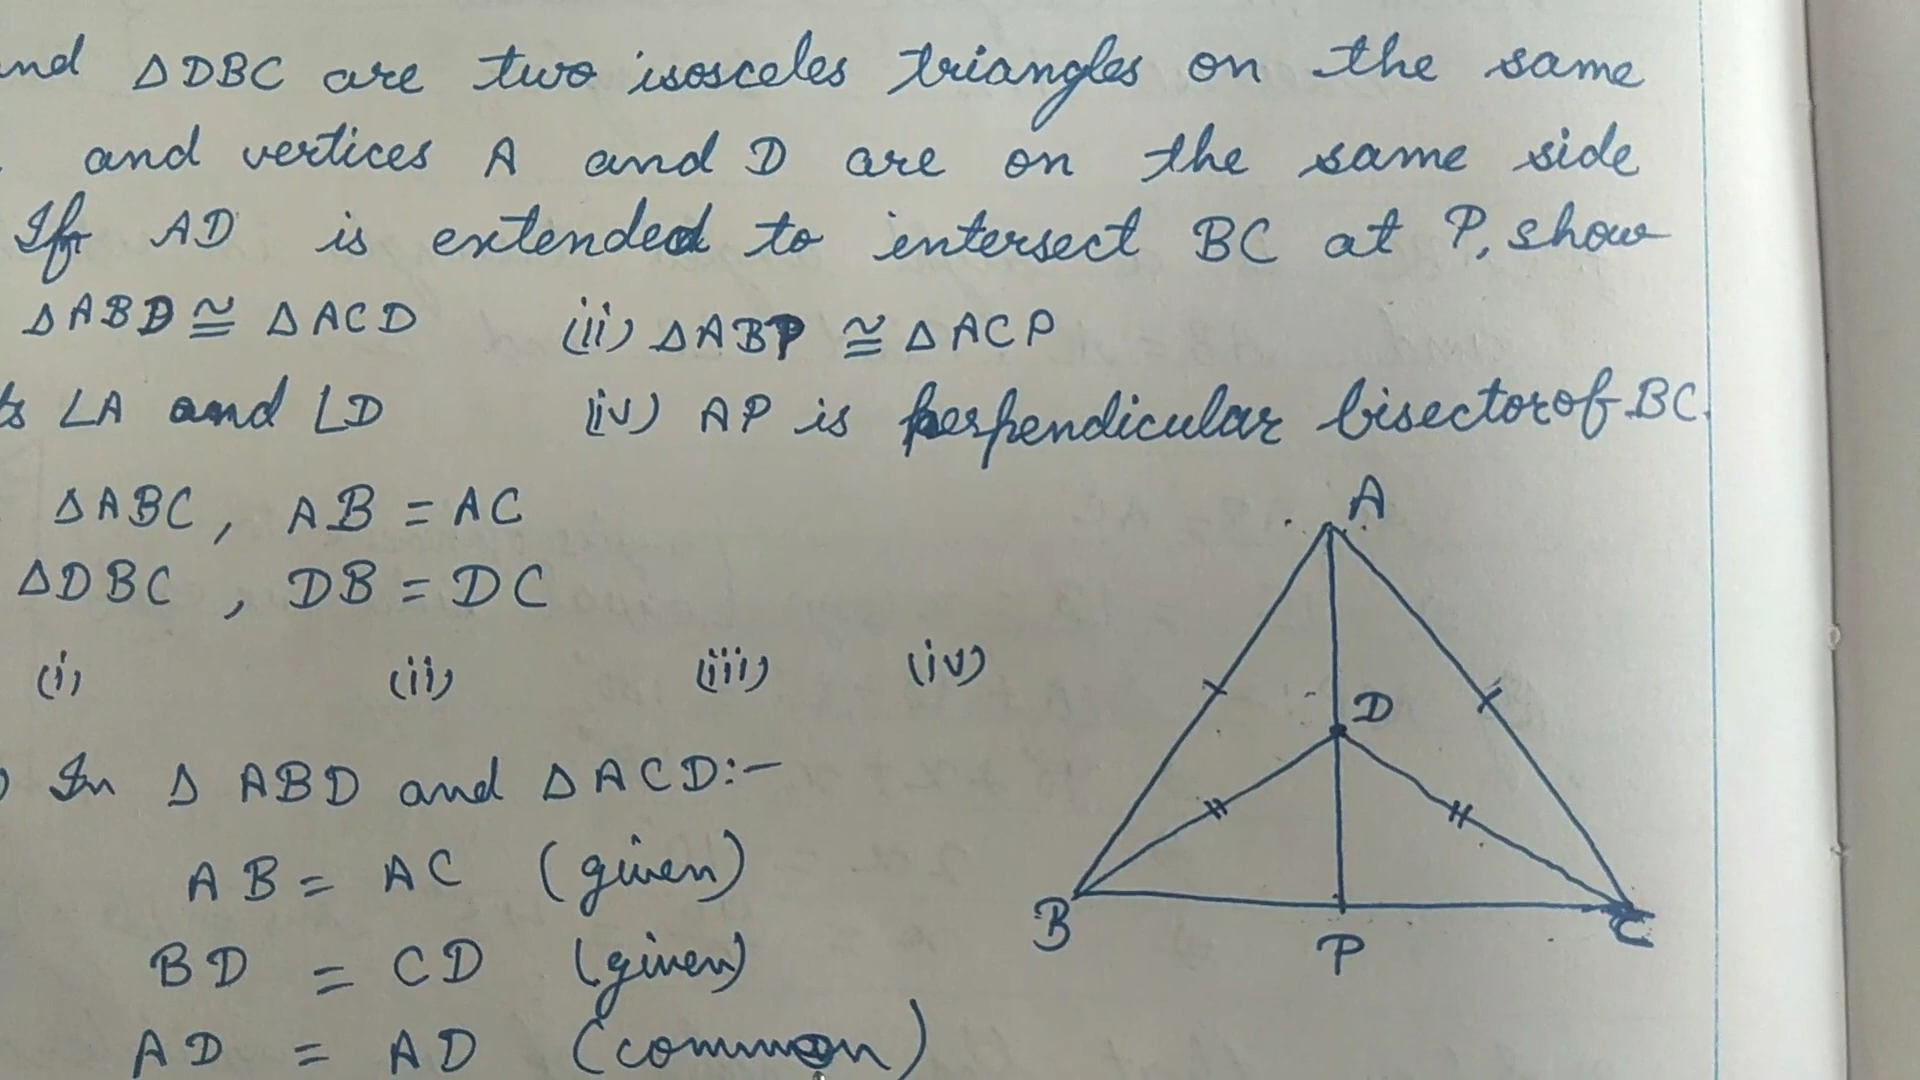 and ΔDBC are two isosceles triangles on the same
and vertices A and D are on the same side
If AD is extended to intersect BC at P, show
ΔABD ≅ ΔACD (ii) ΔABP ≅ ΔACP
∠A and ∠D (iv) AP is perpendicular bisector of BC.
ΔABC, AB = AC
ΔDBC, DB = DC
(i) (ii) (iii) (iv)
In Δ ABD and ΔACD:-
AB = AC (given)
BD = CD (given)
AD = AD (common)
A
D
B
P
C